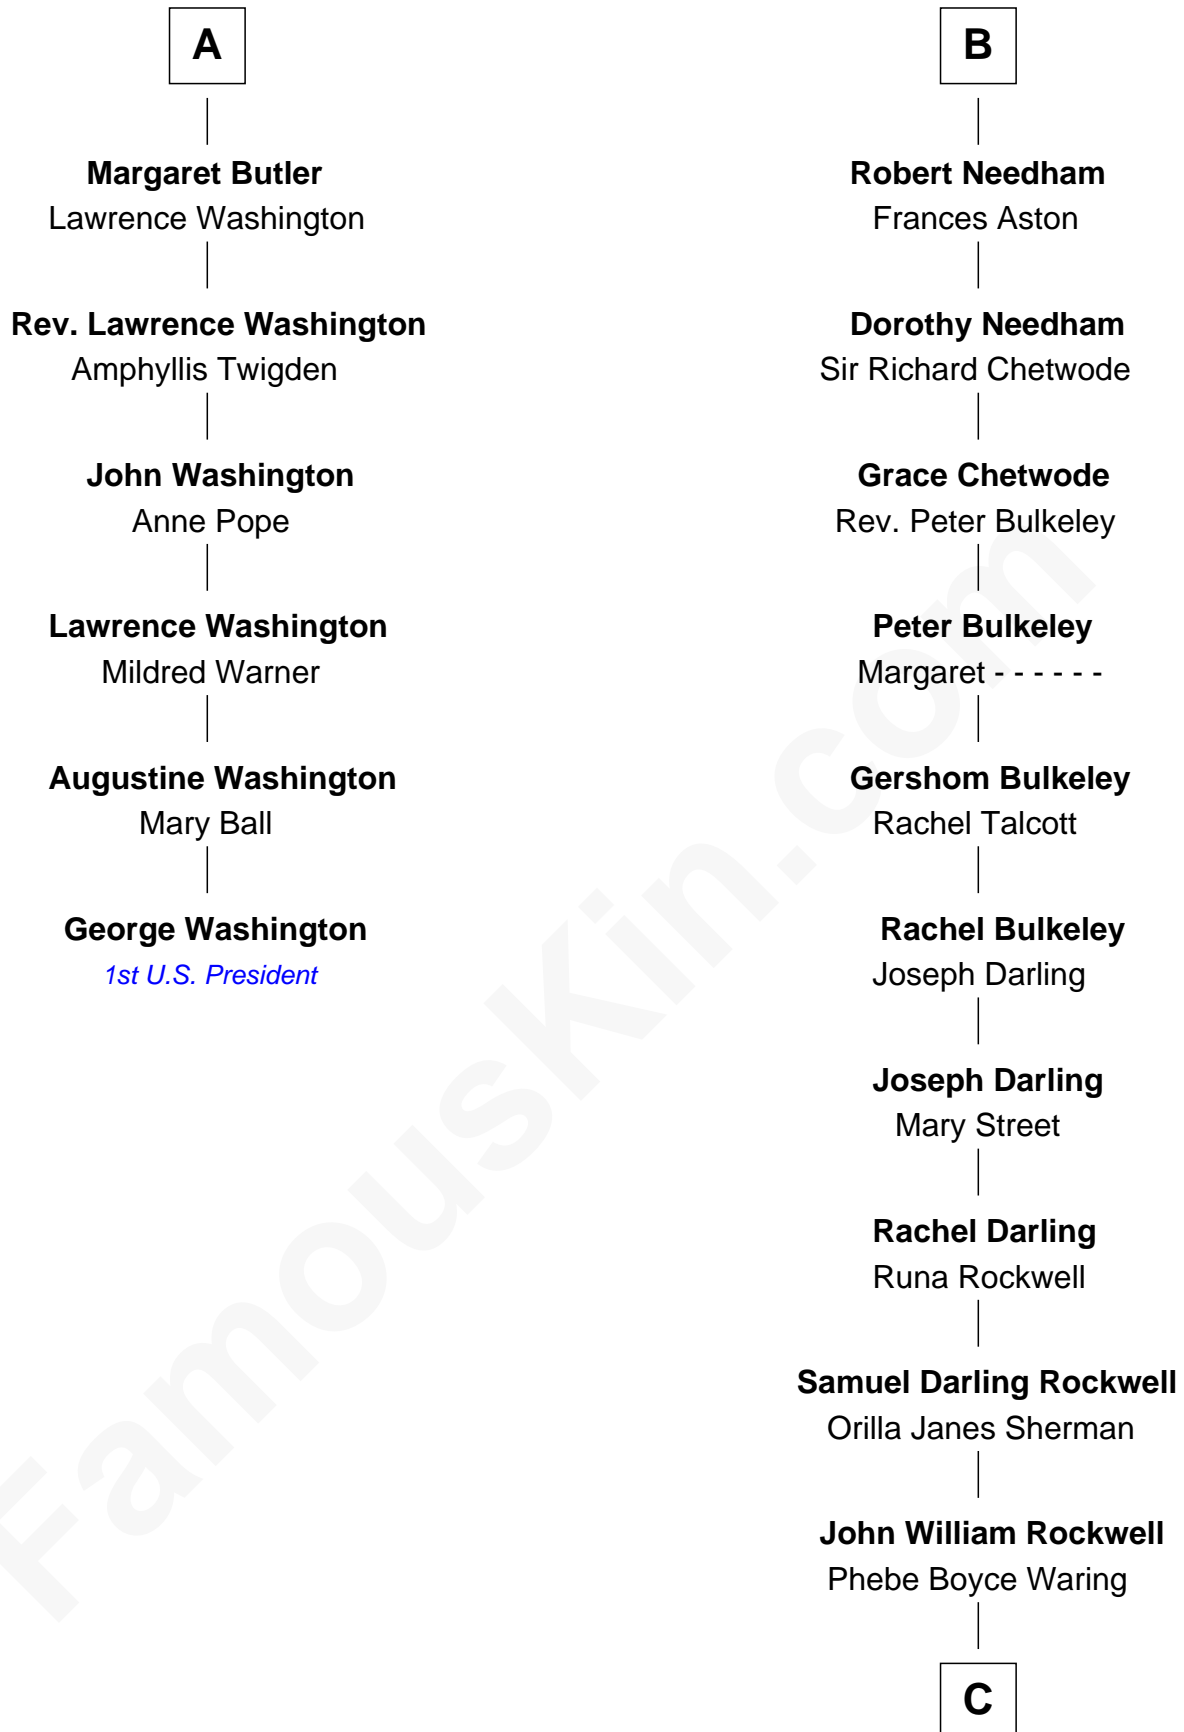 A
Margaret Butler
Lawrence Washington
Rev. Lawrence Washington
Amphyllis Twigden
John Washington
Anne Pope
Lawrence Washington
Mildred Warner
Augustine Washington
Mary Ball
George Washington
1st U.S. President
B
Robert Needham
Frances Aston
Dorothy Needham
Sir Richard Chetwode
Grace Chetwode
Rev. Peter Bulkeley
Peter Bulkeley
Margaret - - - - - -
Gershom Bulkeley
Rachel Talcott
Rachel Bulkeley
Joseph Darling
Joseph Darling
Mary Street
Rachel Darling
Runa Rockwell
Samuel Darling Rockwell
Orilla Janes Sherman
John William Rockwell
Phebe Boyce Waring
C
FamousKin.com